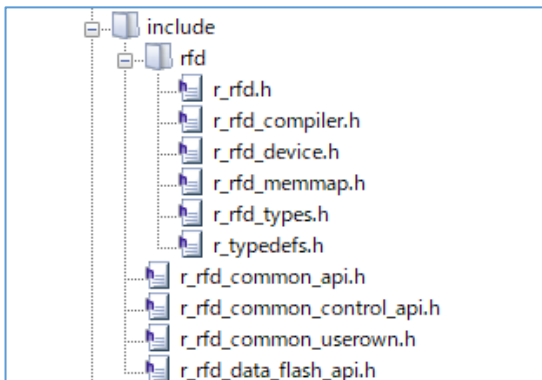 include
rfd
r_rfd.h
r_rfd_compiler.h
r_rfd_device.h
r_rfd_memmap.h
r_rfd_types.h
r_typedefs.h
r_rfd_common_api.h
r_rfd_common_control_api.h
r_rfd_common_userown.h
r_rfd_data_flash_api.h